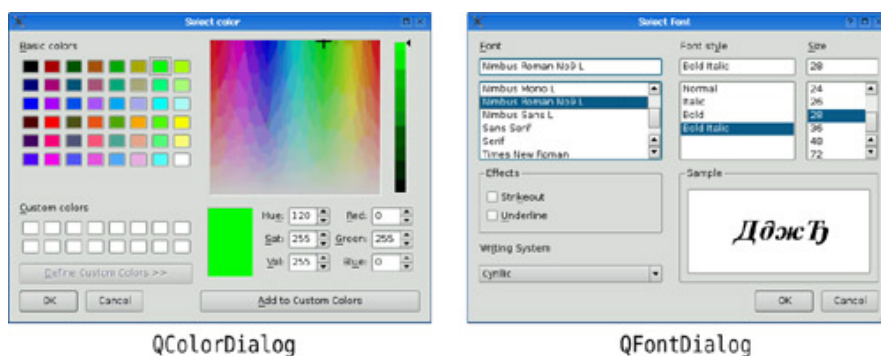 Select color
Basic colors
Custom colors
Hue: 120
Red: 0
Sat: 255
Green: 255
Val: 255
Blue: 0
Define Custom Colors >>
OK
Cancel
Add to Custom Colors
QColorDialog
Select Font
Font
Font style
Size
Nimbus Roman No9 L
Bold Italic
28
Nimbus Mono L
Nimbus Roman No9 L
Nimbus Sans L
Sans Serif
Serif
Times New Roman
Normal
Italic
Bold
Bold Italic
24
26
28
36
48
72
Effects
Strikeout
Underline
Sample
ДджЂ
Writing System
Cyrillic
OK
Cancel
QFontDialog